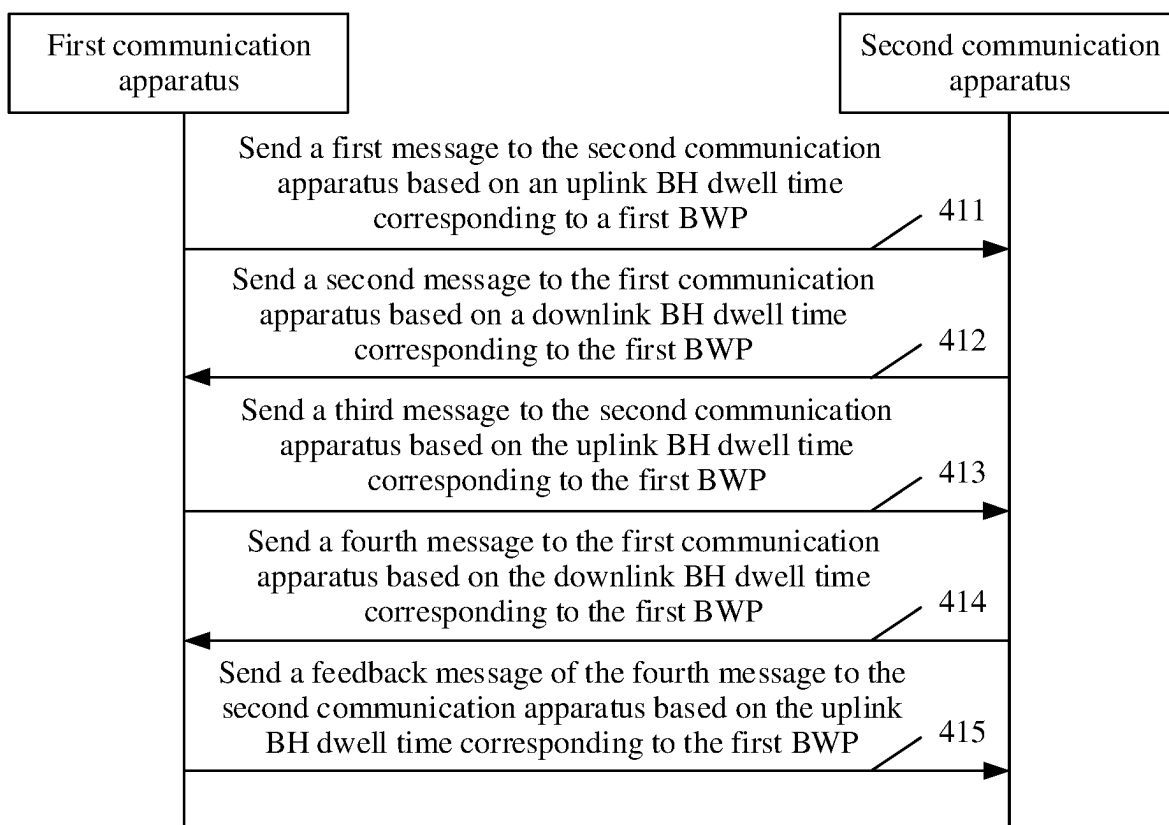 First communication
apparatus
Second communication
apparatus
Send a first message to the second communication
apparatus based on an uplink BH dwell time
corresponding to a first BWP
411
Send a second message to the first communication
apparatus based on a downlink BH dwell time
corresponding to the first BWP
412
Send a third message to the second communication
apparatus based on the uplink BH dwell time
corresponding to the first BWP
413
Send a fourth message to the first communication
apparatus based on the downlink BH dwell time
corresponding to the first BWP
414
Send a feedback message of the fourth message to the
second communication apparatus based on the uplink
BH dwell time corresponding to the first BWP
415